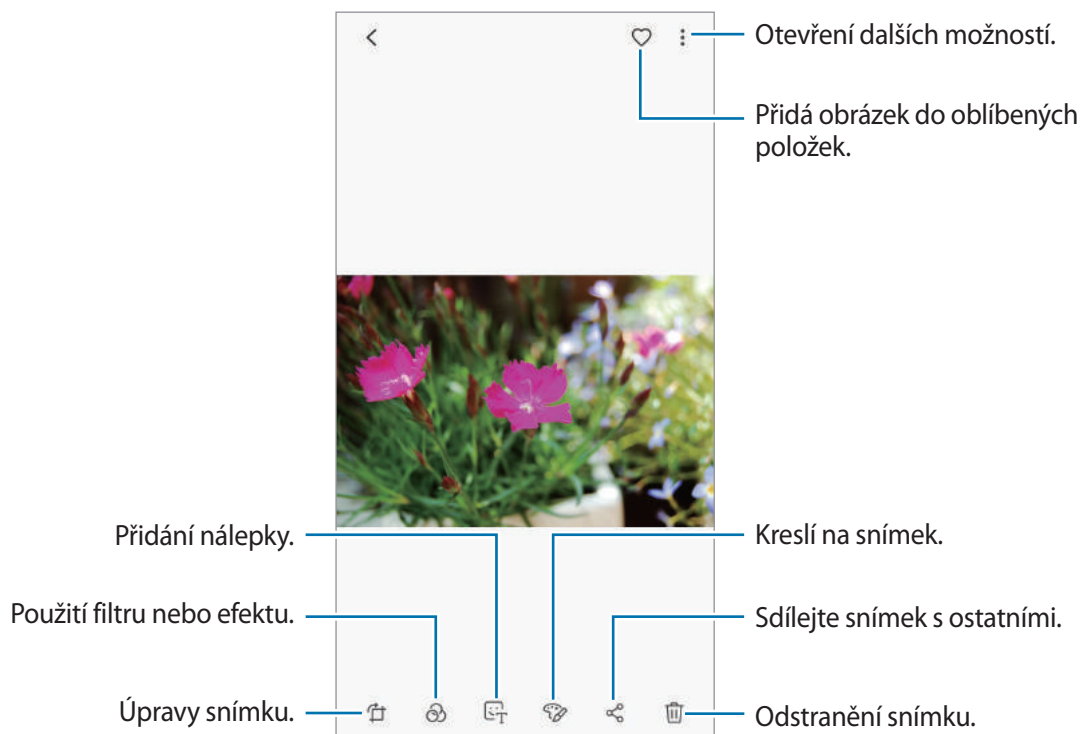 Otevření dalších možností.
Přidá obrázek do oblíbených
položek.
Přidání nálepky.
Kreslí na snímek.
Použití filtru nebo efektu.
Sdílejte snímek s ostatními.
Úpravy snímku.
Odstranění snímku.